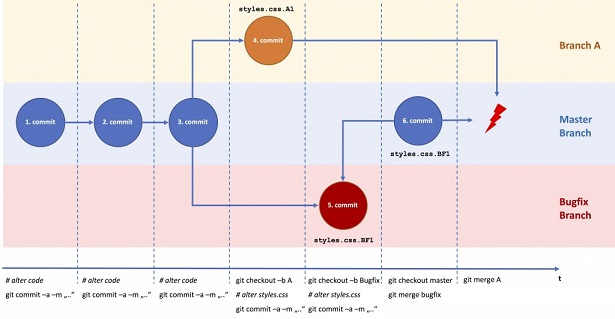 styles.css.A1
4. commit
Branch A
1. commit
2. commit
3. commit
6. commit
Master
Branch
styles.css.BF1
5. commit
Bugfix
Branch
styles.css.BF1
t
# alter code
git commit –a –m „..“
# alter code
git commit –a –m „..“
# alter code
git commit –a –m „..“
git checkout –b A
# alter styles.css
git commit –a –m „..“
git checkout –b Bugfix
# alter styles.css
git commit –a –m „..“
git checkout master
git merge bugfix
git merge A